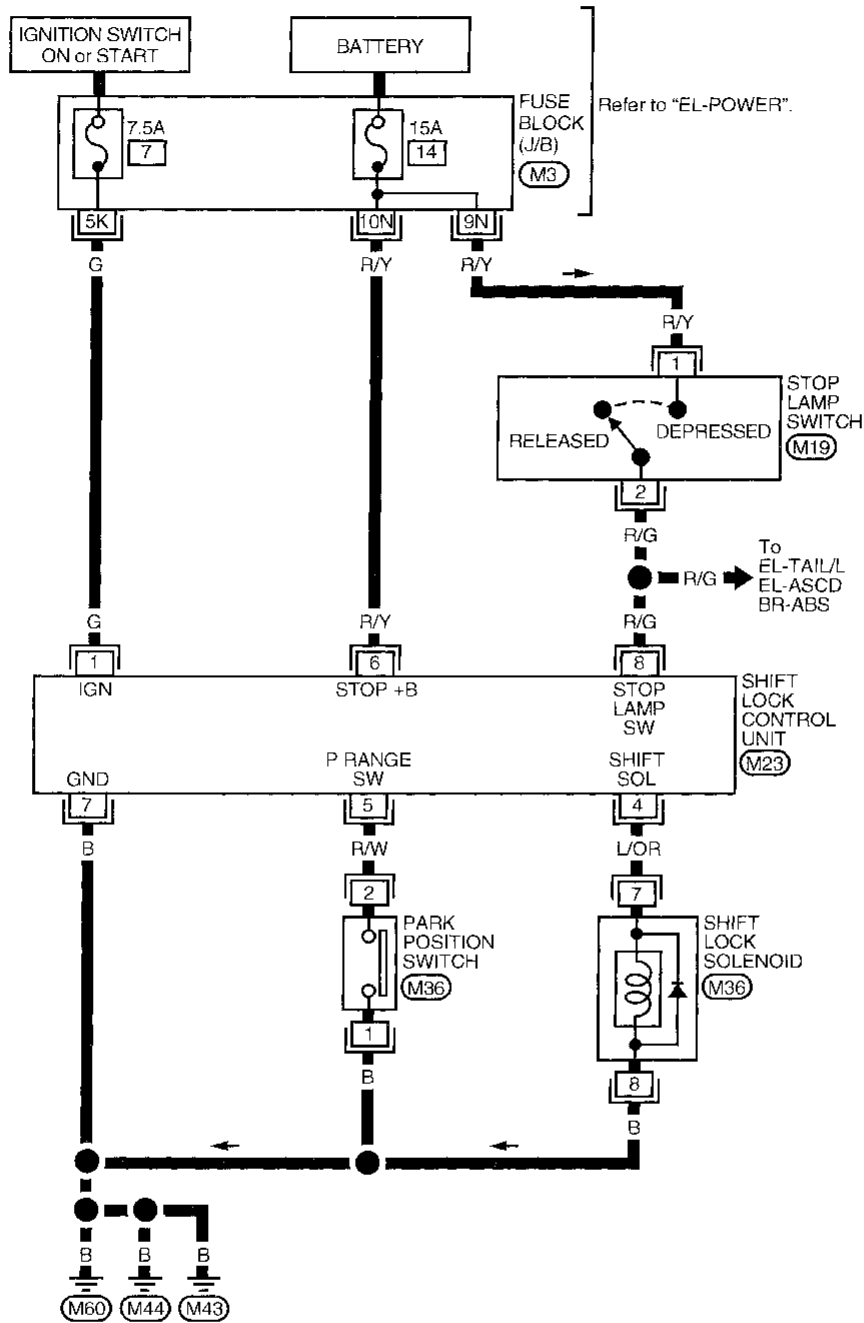 IGNITION SWITCH
ON or START
BATTERY
FUSE
BLOCK
(J/B)
M3
Refer to "EL-POWER".
7.5A
7
15A
14
5K
10N
9N
G
R/Y
R/Y
R/Y
1
STOP
LAMP
SWITCH
M19
RELEASED
DEPRESSED
2
R/G
R/G
To
EL-TAIL/L
EL-ASCD
BR-ABS
G
R/Y
R/G
1
6
8
IGN
STOP +B
STOP
LAMP
SW
SHIFT
LOCK
CONTROL
UNIT
M23
GND
P RANGE
SW
SHIFT
SOL
7
5
4
B
R/W
L/OR
2
7
PARK
POSITION
SWITCH
M36
SHIFT
LOCK
SOLENOID
M36
1
8
B
B
B
B
B
M60
M44
M43